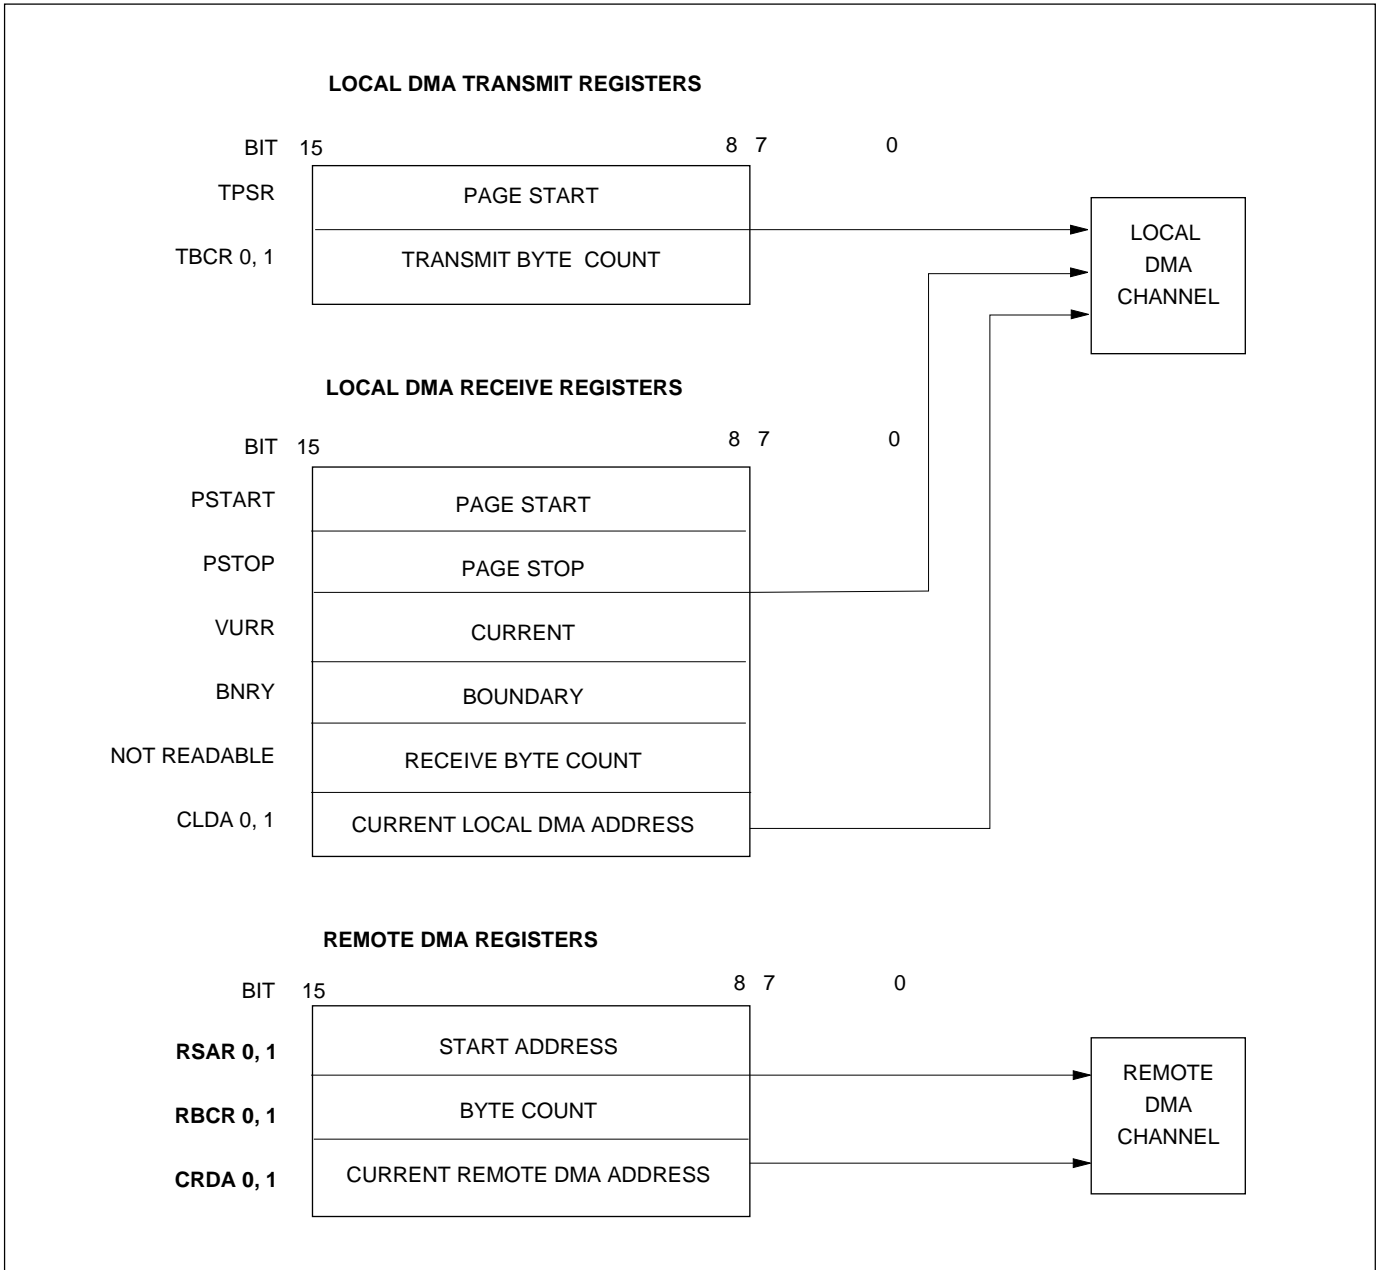 LOCAL DMA TRANSMIT REGISTERS
BIT 15 8 7 0
TPSR PAGE START
TBCR 0, 1 TRANSMIT BYTE COUNT
LOCAL
DMA
CHANNEL
LOCAL DMA RECEIVE REGISTERS
BIT 15 8 7 0
PSTART PAGE START
PSTOP PAGE STOP
VURR CURRENT
BNRY BOUNDARY
NOT READABLE RECEIVE BYTE COUNT
CLDA 0, 1 CURRENT LOCAL DMA ADDRESS
REMOTE DMA REGISTERS
BIT 15 8 7 0
RSAR 0, 1 START ADDRESS
RBCR 0, 1 BYTE COUNT
CRDA 0, 1 CURRENT REMOTE DMA ADDRESS
REMOTE
DMA
CHANNEL